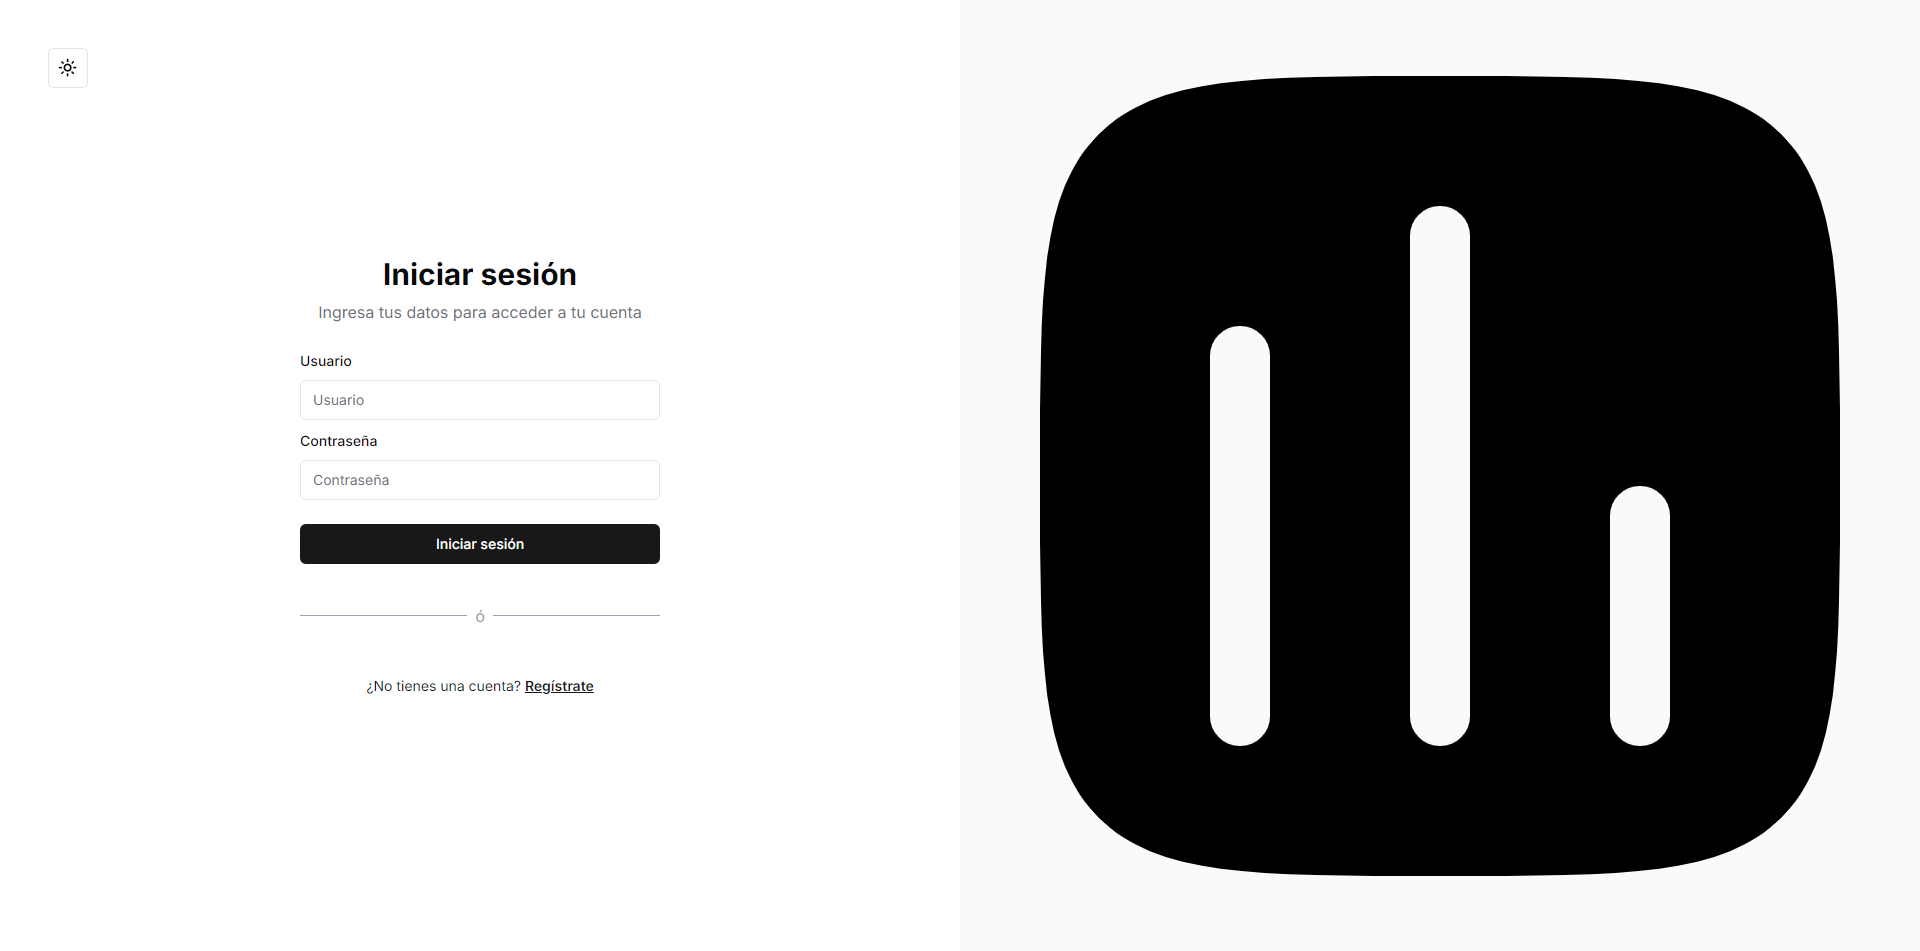 Iniciar sesión
Ingresa tus datos para acceder a tu cuenta
Usuario
Usuario
Contraseña
Contraseña
Iniciar sesión
ó
¿No tienes una cuenta? Regístrate